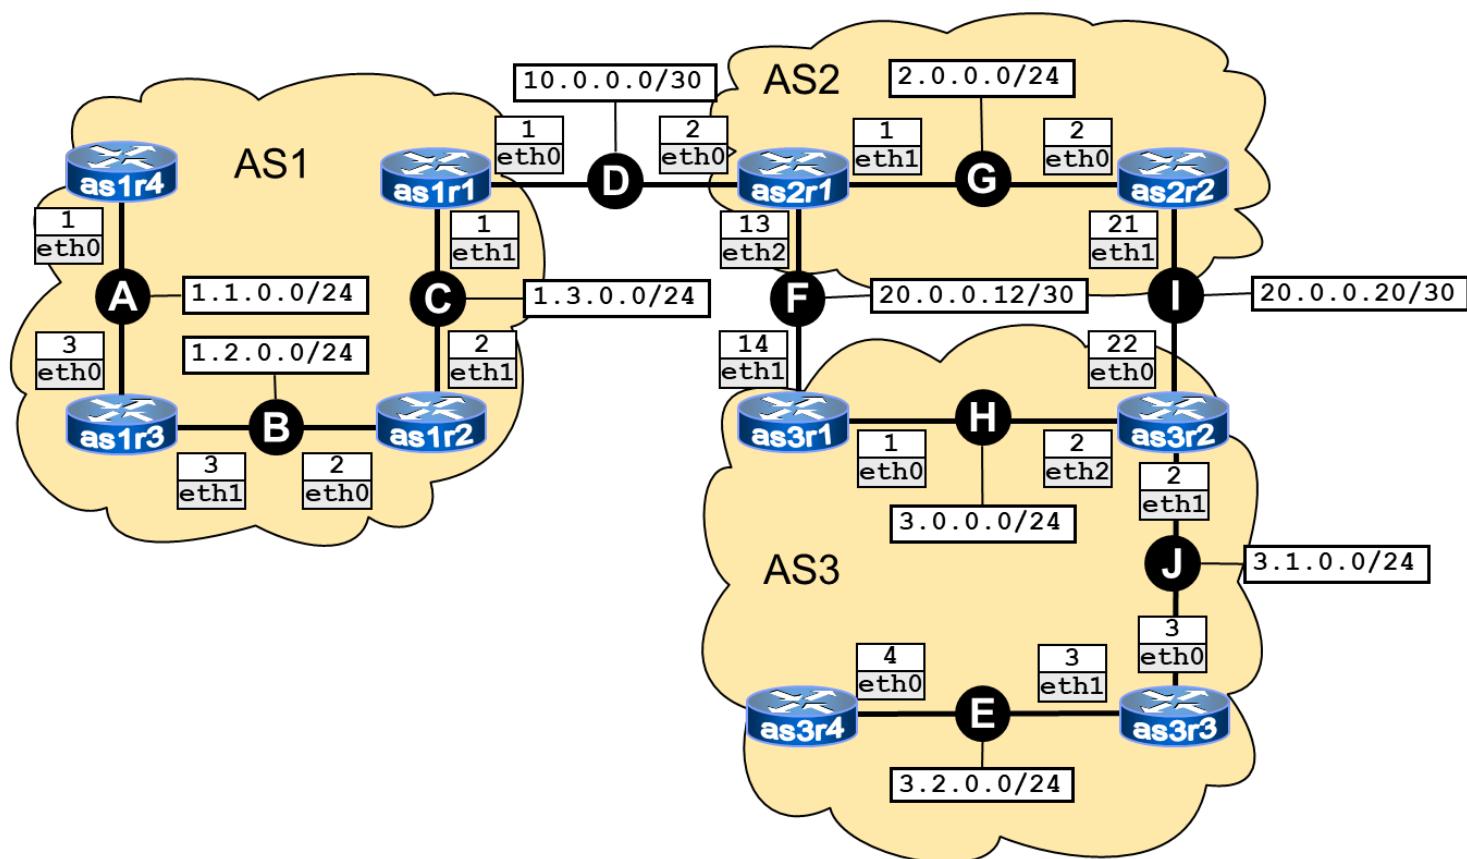 AS2
2.0.0.0/24
10.0.0.0/30
AS1
1
eth0
2
eth0
1
eth1
2
eth0
as1r4
as1r1
D
as2r1
G
as2r2
1
eth0
1
eth1
13
eth2
21
eth1
A
1.1.0.0/24
C
1.3.0.0/24
F
20.0.0.12/30
I
20.0.0.20/30
3
eth0
1.2.0.0/24
2
eth1
14
eth1
22
eth0
as1r3
B
as1r2
as3r1
H
as3r2
3
eth1
2
eth0
1
eth0
2
eth2
2
eth1
3.0.0.0/24
AS3
J
3.1.0.0/24
3
eth0
4
eth0
3
eth1
as3r4
E
as3r3
3.2.0.0/24